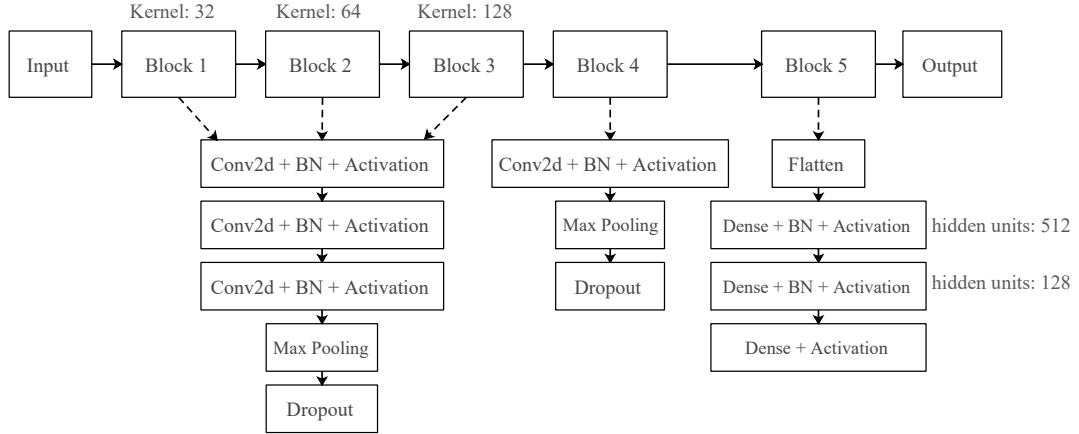 Kernel: 32
Kernel: 64
Kernel: 128
Input
Block 1
Block 2
Block 3
Block 4
Block 5
Output
Conv2d + BN + Activation
Conv2d + BN + Activation
Conv2d + BN + Activation
Max Pooling
Dropout
Conv2d + BN + Activation
Max Pooling
Dropout
Flatten
Dense + BN + Activation
hidden units: 512
Dense + BN + Activation
hidden units: 128
Dense + Activation